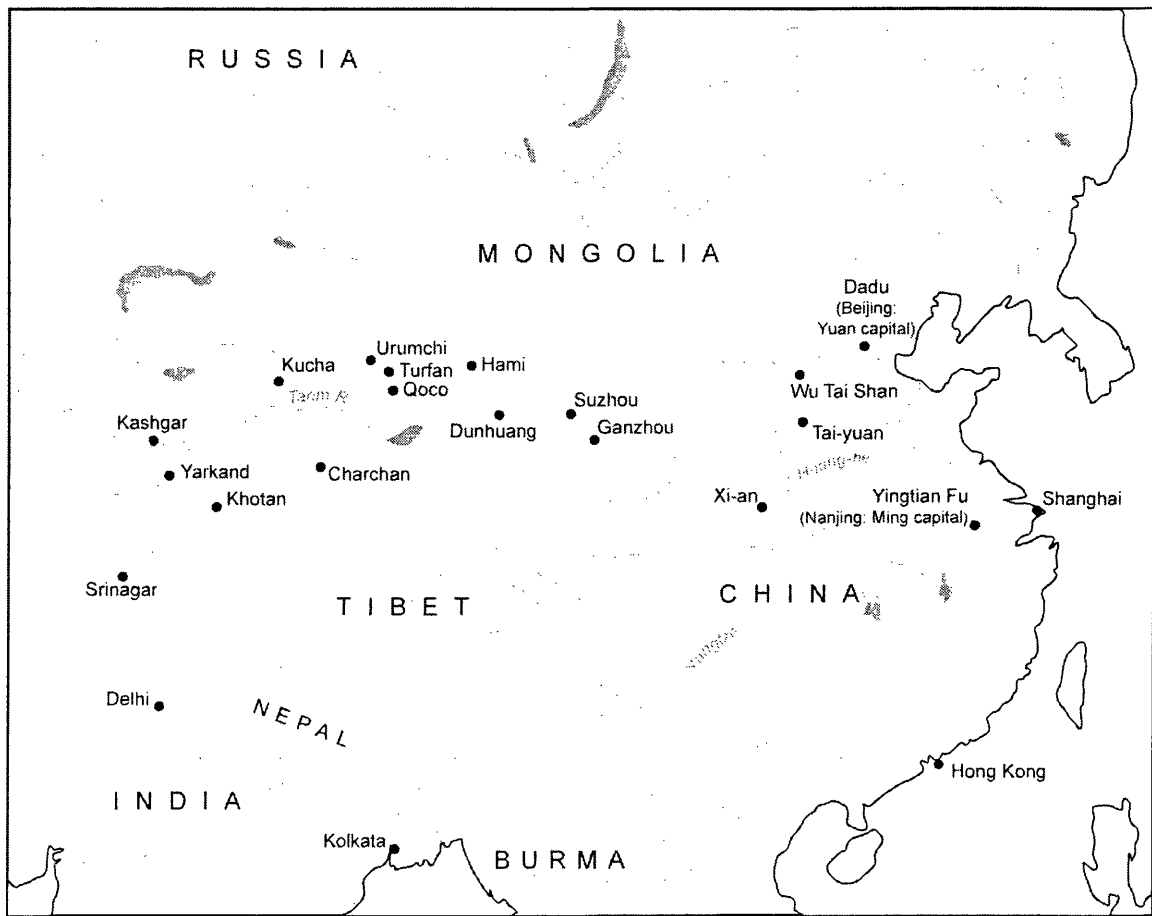 RUSSIA
MONGOLIA
Dadu
(Beijing:
Yuan capital)
Urumchi
Kucha
Turfan
Hami
Qoco
Tarim R
Wu Tai Shan
Suzhou
Kashgar
Dunhuang
Ganzhou
Tai-yuan
Yarkand
Charchan
Khotan
Xi-an
Yingtian Fu
(Nanjing: Ming capital)
Shanghai
Srinagar
TIBET
CHINA
Yangtze
Delhi
NEPAL
Hong Kong
INDIA
Kolkata
BURMA